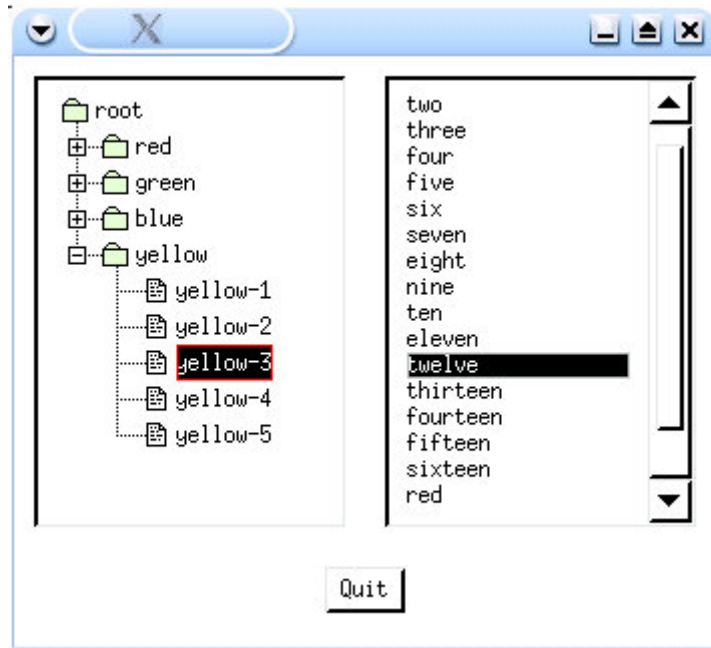 root
red
green
blue
yellow
yellow-1
yellow-2
yellow-3
yellow-4
yellow-5
two
three
four
five
six
seven
eight
nine
ten
eleven
twelve
thirteen
fourteen
fifteen
sixteen
red
Quit